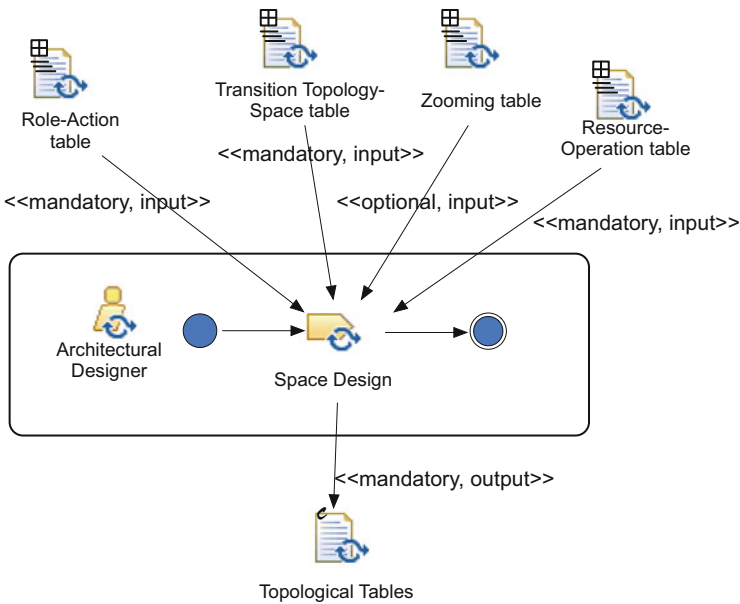 Role-Action
table
Transition Topology-
Space table
Zooming table
Resource-
Operation table
<<mandatory, input>>
<<mandatory, input>>
<<optional, input>>
<<mandatory, input>>
Architectural
Designer
Space Design
<<mandatory, output>>
Topological Tables